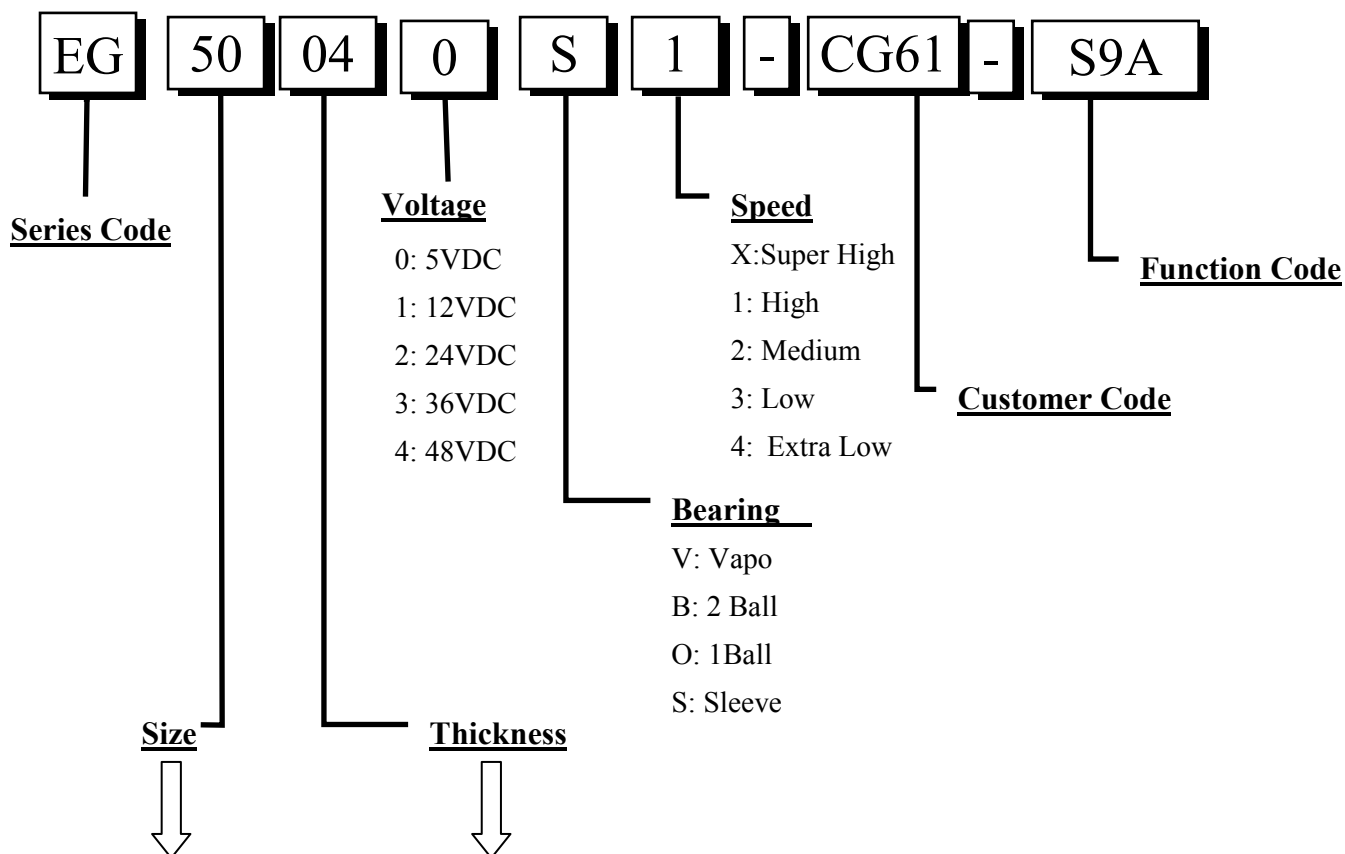 EG 50 04 0 S 1 - CG61 - S9A
Series Code
Voltage
0: 5VDC
1: 12VDC
2: 24VDC
3: 36VDC
4: 48VDC
Speed
X:Super High
1: High
2: Medium
3: Low
4: Extra Low
Function Code
Customer Code
Bearing
V: Vapo
B: 2 Ball
O: 1Ball
S: Sleeve
Size
Thickness